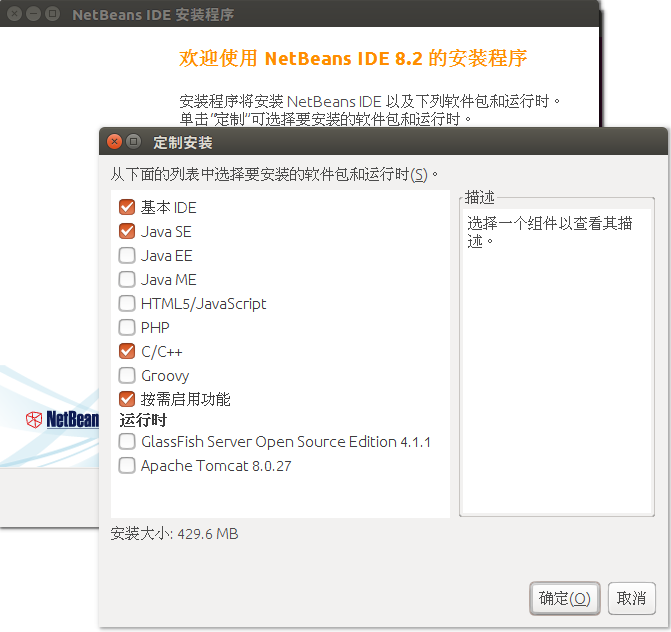 NetBeans IDE 安装程序
欢迎使用 NetBeans IDE 8.2 的安装程序
安装程序将安装 NetBeans IDE 以及下列软件包和运行时。
单击"定制"可选择要安装的软件包和运行时。
定制安装
从下面的列表中选择要安装的软件包和运行时(S)。
基本 IDE
Java SE
Java EE
Java ME
HTML5/JavaScript
PHP
C/C++
Groovy
按需启用功能
运行时
GlassFish Server Open Source Edition 4.1.1
Apache Tomcat 8.0.27
描述
选择一个组件以查看其描
述。
NetBean
安装大小: 429.6 MB
确定(O)
取消